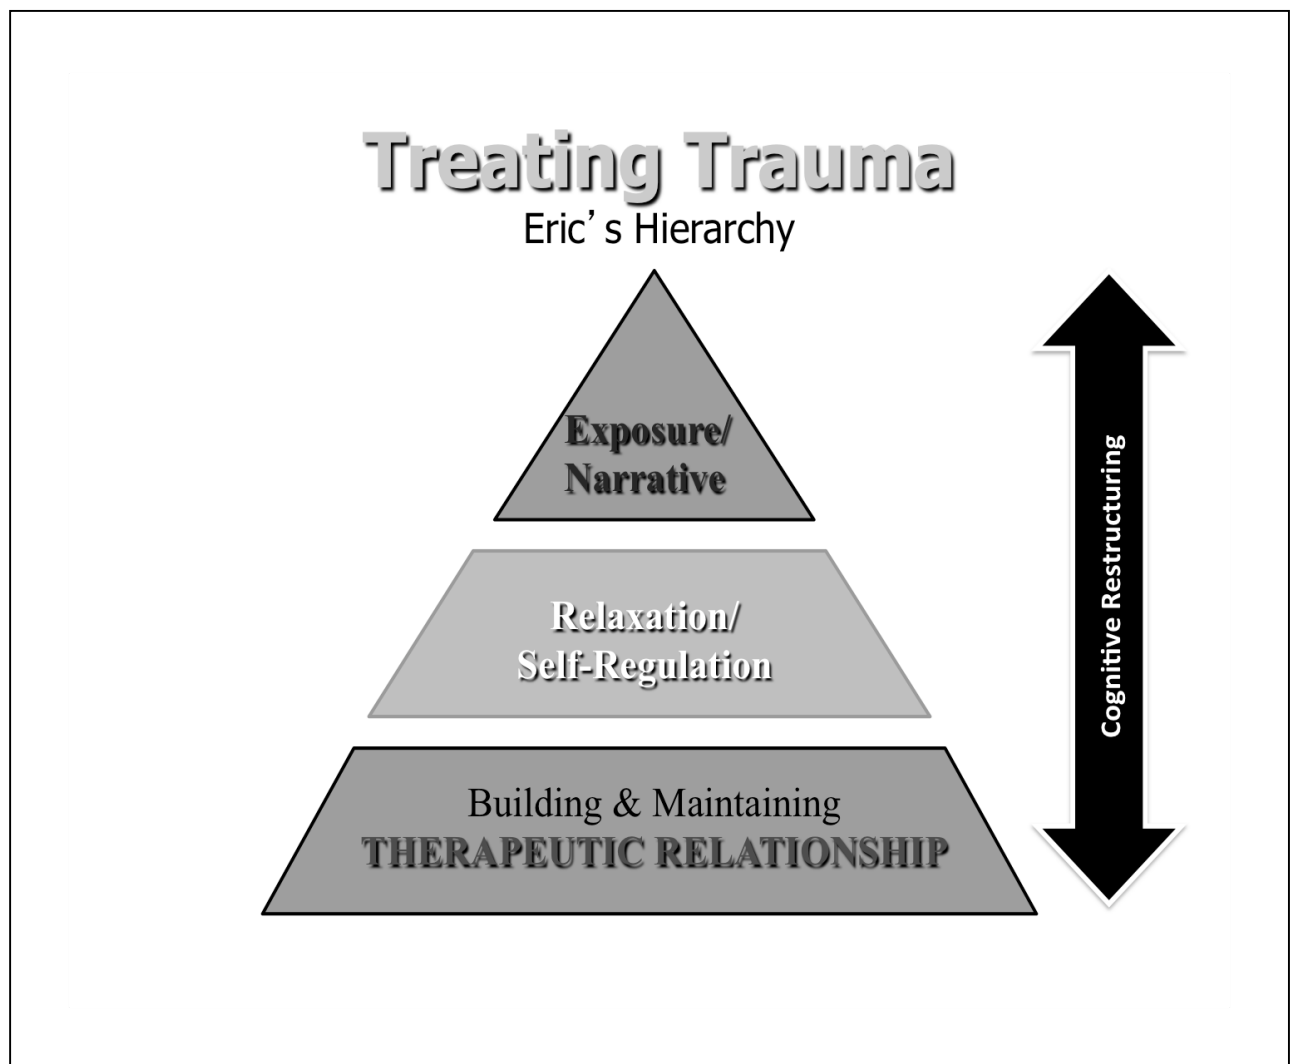 Treating Trauma
Eric’s Hierarchy
Exposure/
Narrative
Relaxation/
Self-Regulation
Building & Maintaining
THERAPEUTIC RELATIONSHIP
Cognitive Restructuring